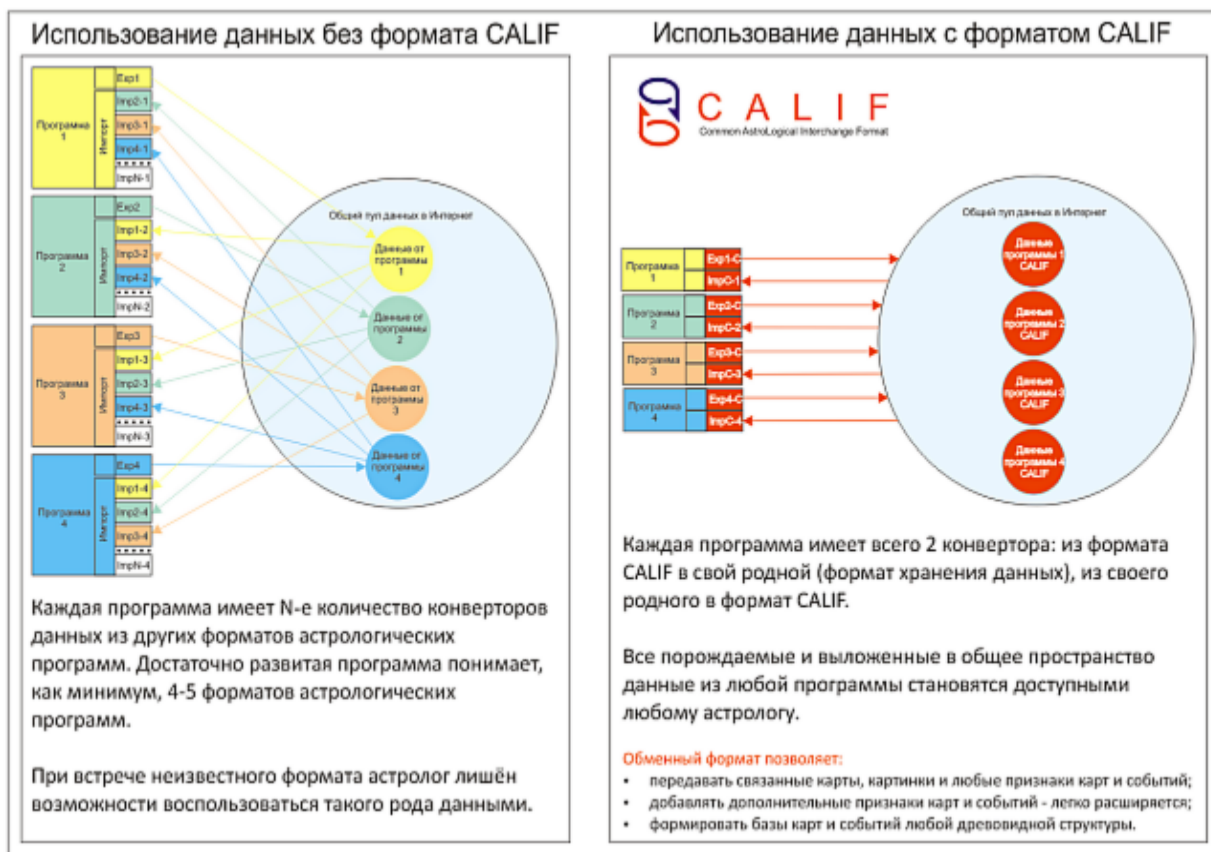 Использование данных без формата CALIF
Программа
1
Импорт
Exp1
Imp2-1
Imp3-1
Imp4-1
ImpN-1
Программа
2
Импорт
Exp2
Imp1-2
Imp3-2
Imp4-2
ImpN-2
Программа
3
Импорт
Exp3
Imp1-3
Imp2-3
Imp4-3
ImpN-3
Программа
4
Импорт
Exp4
Imp1-4
Imp2-4
Imp3-4
ImpN-4
Общий пул данных в Интернет
Данные от
программы
1
Данные от
программы
2
Данные от
программы
3
Данные от
программы
4
Каждая программа имеет N-е количество конверторов
данных из других форматов астрологических
программ. Достаточно развитая программа понимает,
как минимум, 4-5 форматов астрологических
программ.
При встрече неизвестного формата астролог лишён
возможности воспользоваться такого рода данными.
Использование данных с форматом CALIF
CALIF
Common AstroLogical Interchange Format
Программа
1
Exp1-C
ImpC-1
Программа
2
Exp2-C
ImpC-2
Программа
3
Exp3-C
ImpC-3
Программа
4
Exp4-C
ImpC-4
Общий пул данных в Интернет
Данные
программы 1
CALIF
Данные
программы 2
CALIF
Данные
программы 3
CALIF
Данные
программы 4
CALIF
Каждая программа имеет всего 2 конвертора: из формата
CALIF в свой родной (формат хранения данных), из своего
родного в формат CALIF.
Все порождаемые и выложенные в общее пространство
данные из любой программы становятся доступными
любому астрологу.
Обменный формат позволяет:
• передавать связанные карты, картинки и любые признаки карт и событий;
• добавлять дополнительные признаки карт и событий - легко расширяется;
• формировать базы карт и событий любой древовидной структуры.